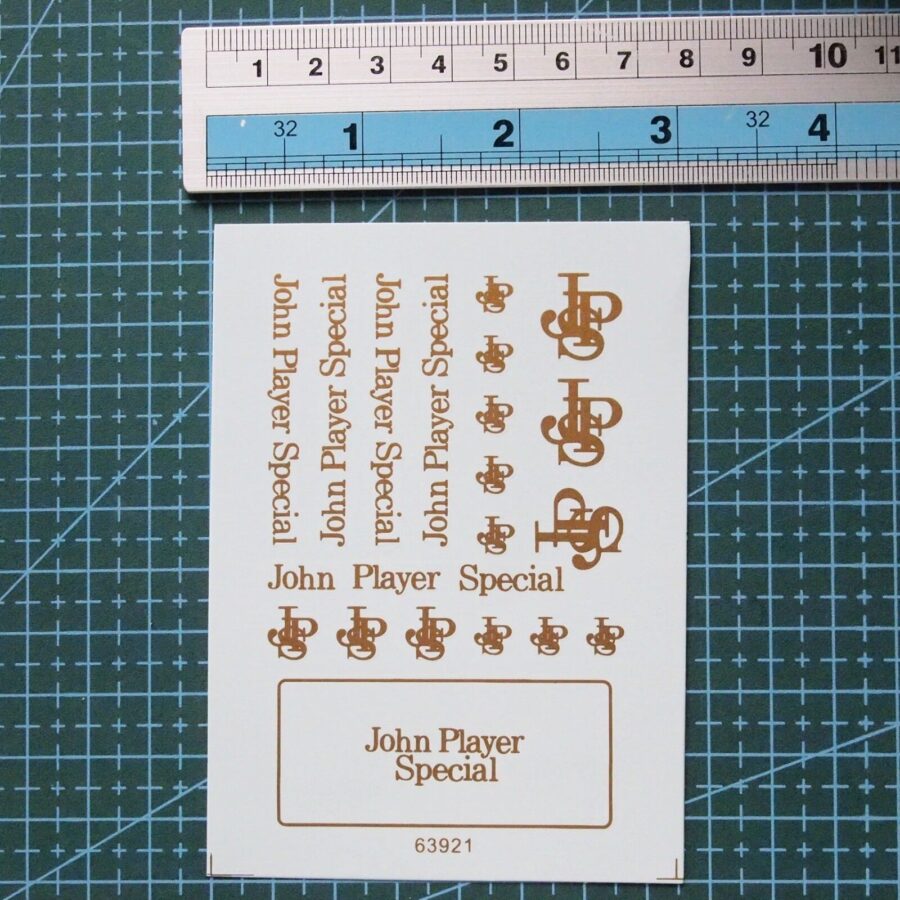 1 2 3 4 5 6 7 8 9 10 11
32 1 2 3 32 4
John Player Special
John Player Special
John Player Special
John Player Special
JPS
JPS
JPS
JPS
JPS
JPS
JPS
JPS
John Player Special
JPS JPS JPS JPS JPS JPS
John Player
Special
63921